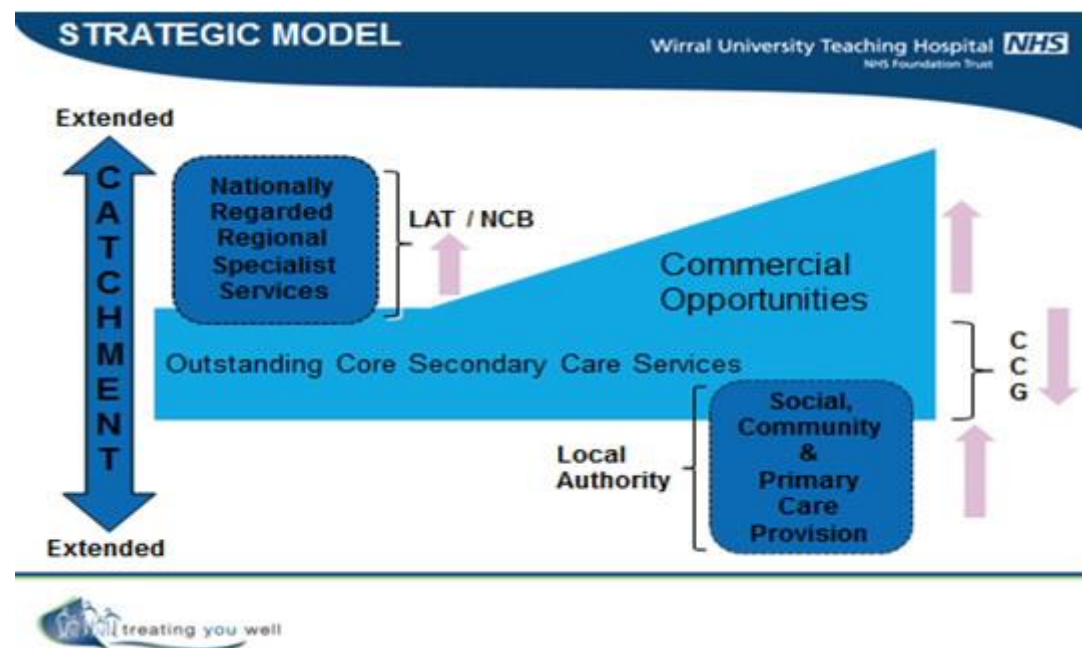 STRATEGIC MODEL
Wirral University Teaching Hospital NHS
NHS Foundation Trust
Extended
CATCHMENT
Extended
Nationally
Regarded
Regional
Specialist
Services
LAT / NCB
Commercial
Opportunities
Outstanding Core Secondary Care Services
CCG
Local
Authority
Social,
Community
&
Primary
Care
Provision
treating you well